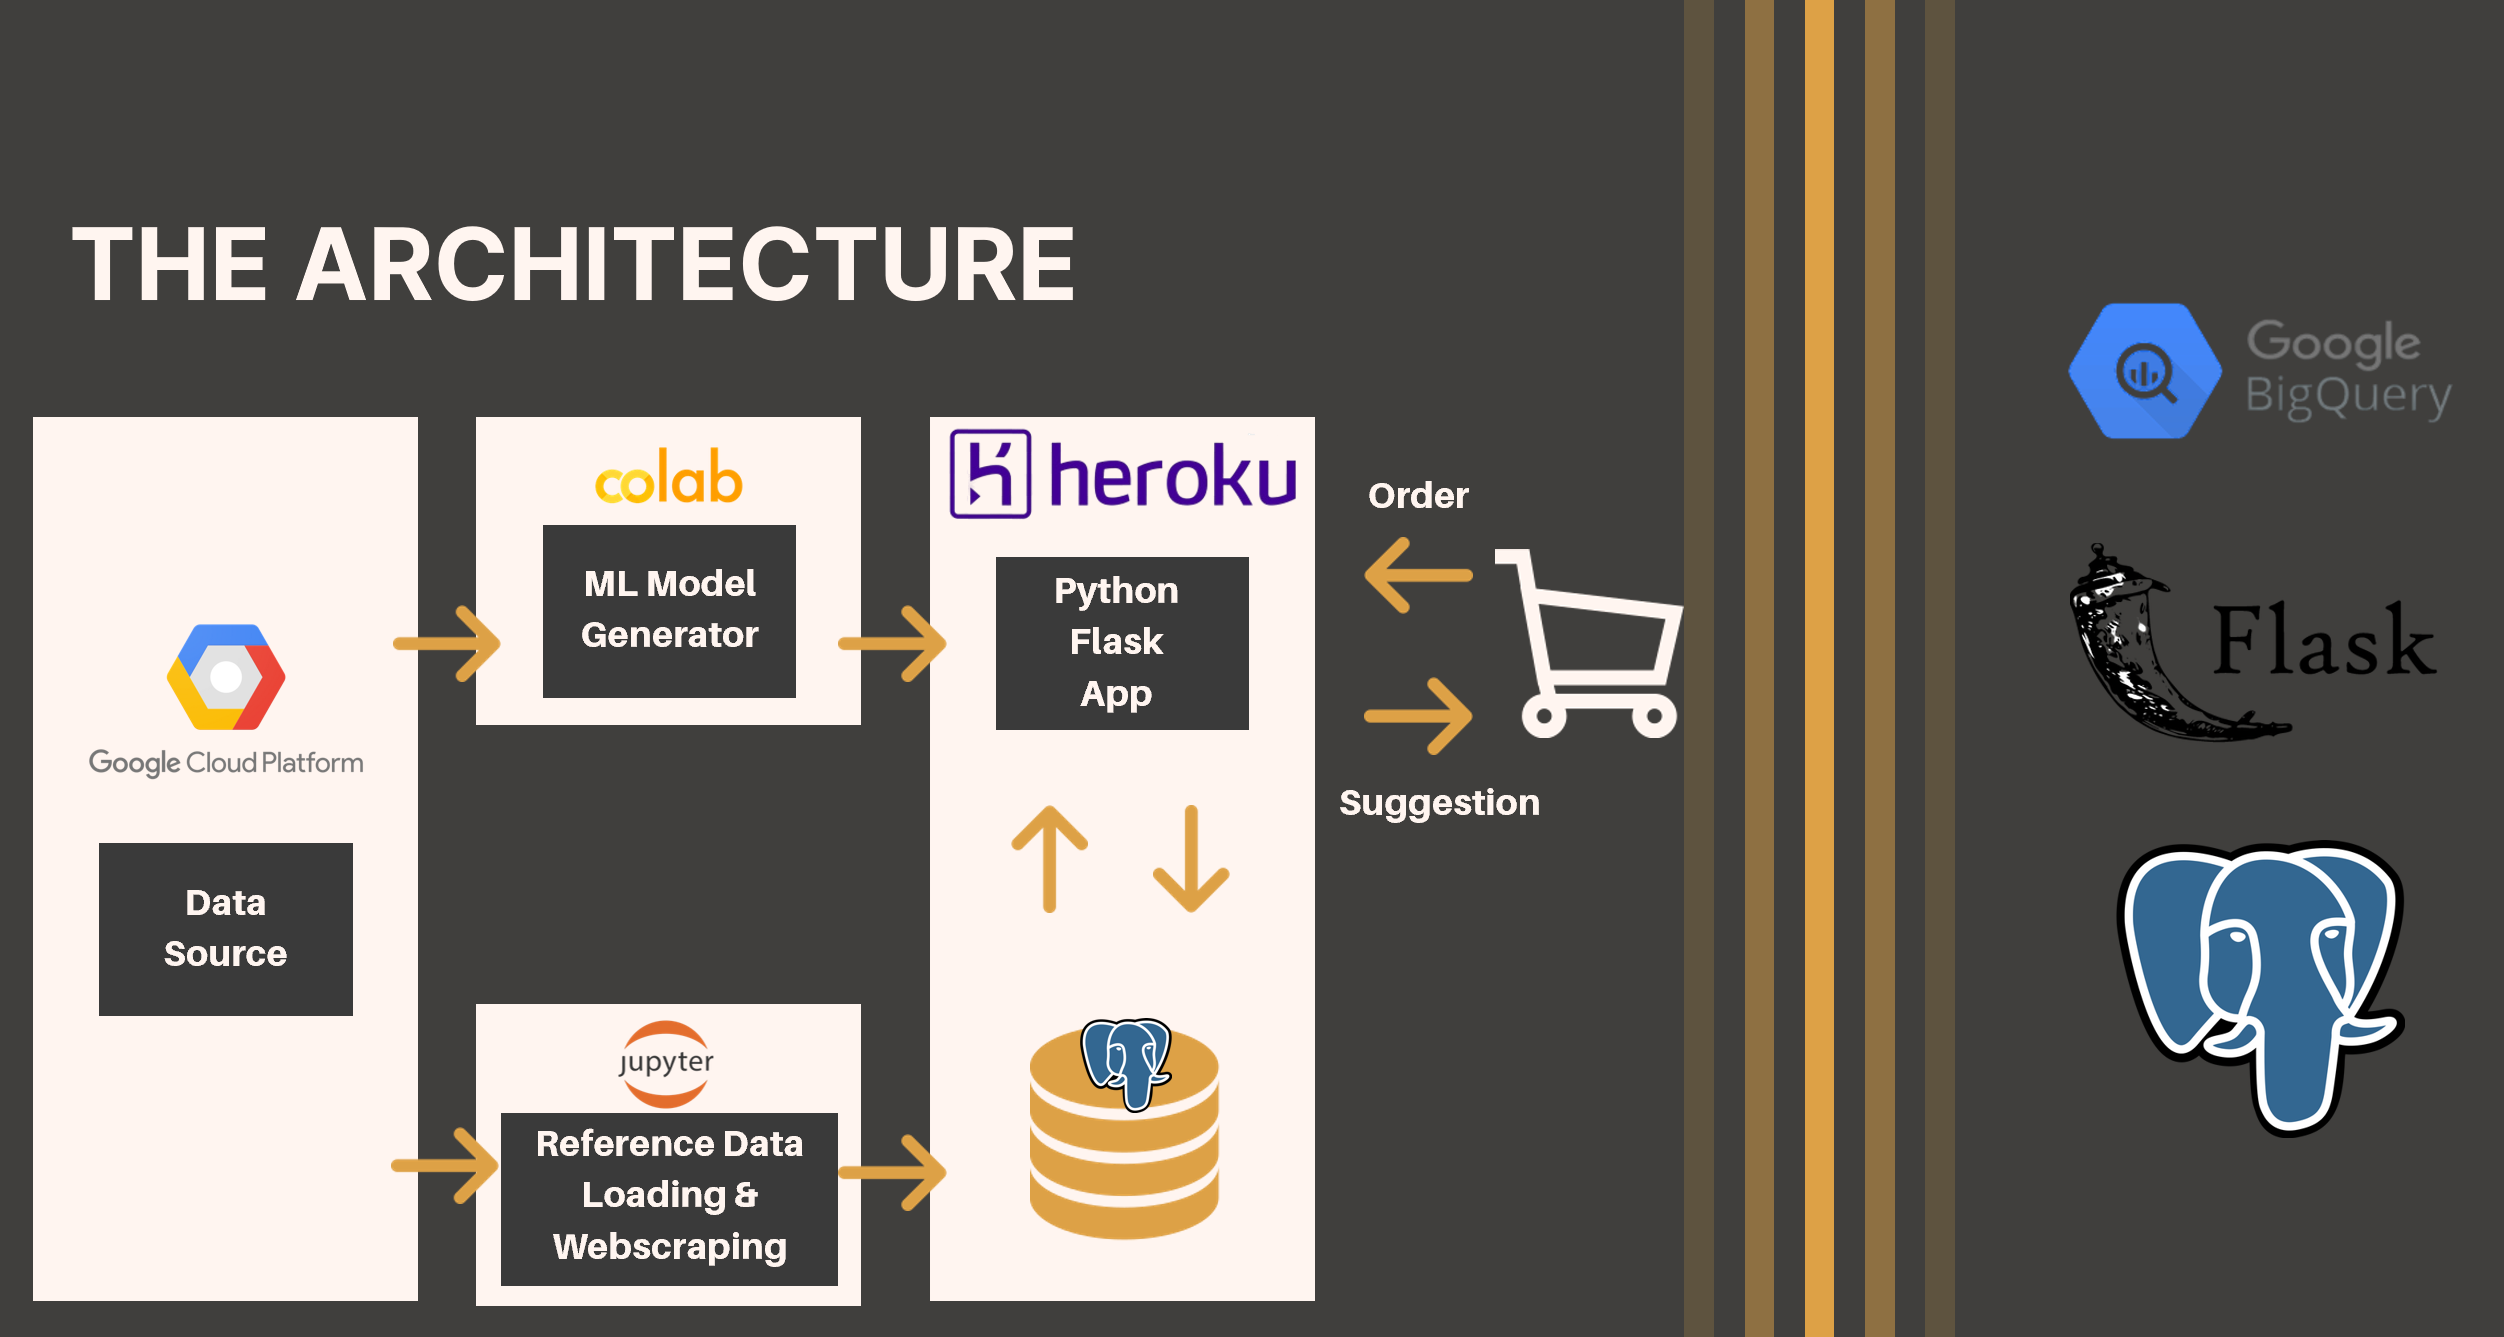 THE ARCHITECTURE
Google Cloud Platform
Data
Source
colab
ML Model
Generator
jupyter
Reference Data
Loading &
Webscraping
heroku
Python
Flask
App
Order
Suggestion
Google
BigQuery
Flask